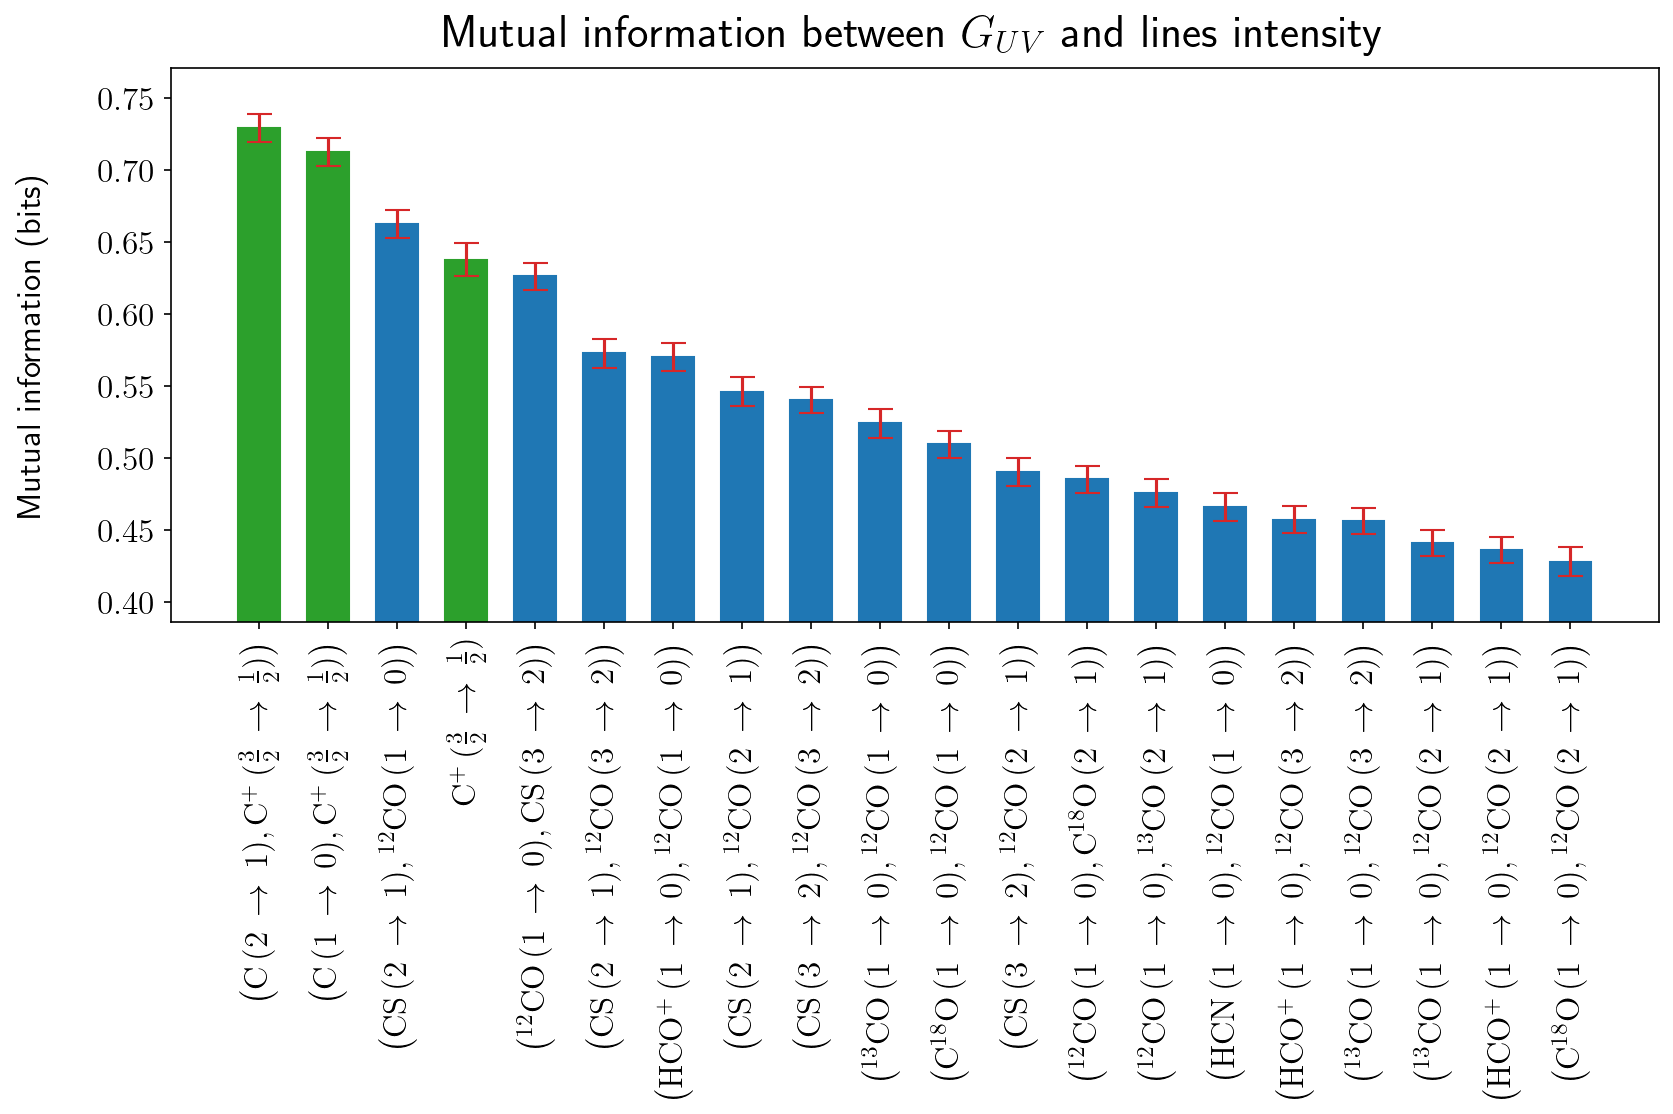 Mutual information between G_{UV} and lines intensity
Mutual information (bits)
0.75
0.70
0.65
0.60
0.55
0.50
0.45
0.40
(C (2 → 1), C⁺ (3/2 → 1/2))
(C (1 → 0), C⁺ (3/2 → 1/2))
(CS (2 → 1), ¹²CO (1 → 0))
C⁺ (3/2 → 1/2)
(¹²CO (1 → 0), CS (3 → 2))
(CS (2 → 1), ¹²CO (3 → 2))
(HCO⁺ (1 → 0), ¹²CO (1 → 0))
(CS (2 → 1), ¹²CO (2 → 1))
(CS (3 → 2), ¹²CO (3 → 2))
(¹³CO (1 → 0), ¹²CO (1 → 0))
(C¹⁸O (1 → 0), ¹²CO (1 → 0))
(CS (3 → 2), ¹²CO (2 → 1))
(¹²CO (1 → 0), C¹⁸O (2 → 1))
(¹²CO (1 → 0), ¹³CO (2 → 1))
(HCN (1 → 0), ¹²CO (1 → 0))
(HCO⁺ (1 → 0), ¹²CO (3 → 2))
(¹³CO (1 → 0), ¹²CO (3 → 2))
(¹³CO (1 → 0), ¹²CO (2 → 1))
(HCO⁺ (1 → 0), ¹²CO (2 → 1))
(C¹⁸O (1 → 0), ¹²CO (2 → 1))